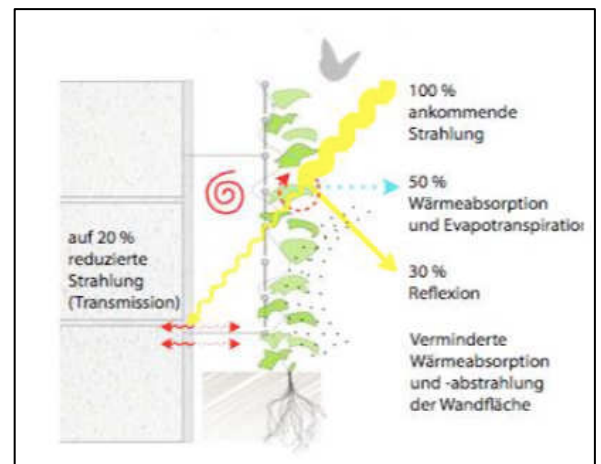 100 %
ankommende
Strahlung
50 %
Wärmeabsorption
und Evapotranspiratio
auf 20 %
reduzierte
Strahlung
(Transmission)
30 %
Reflexion
Verminderte
Wärmeabsorption
und -abstrahlung
der Wandfläche